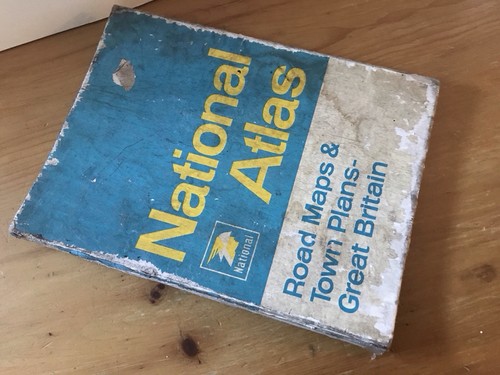 National
Atlas
National
Road Maps &
Town Plans-
Great Britain